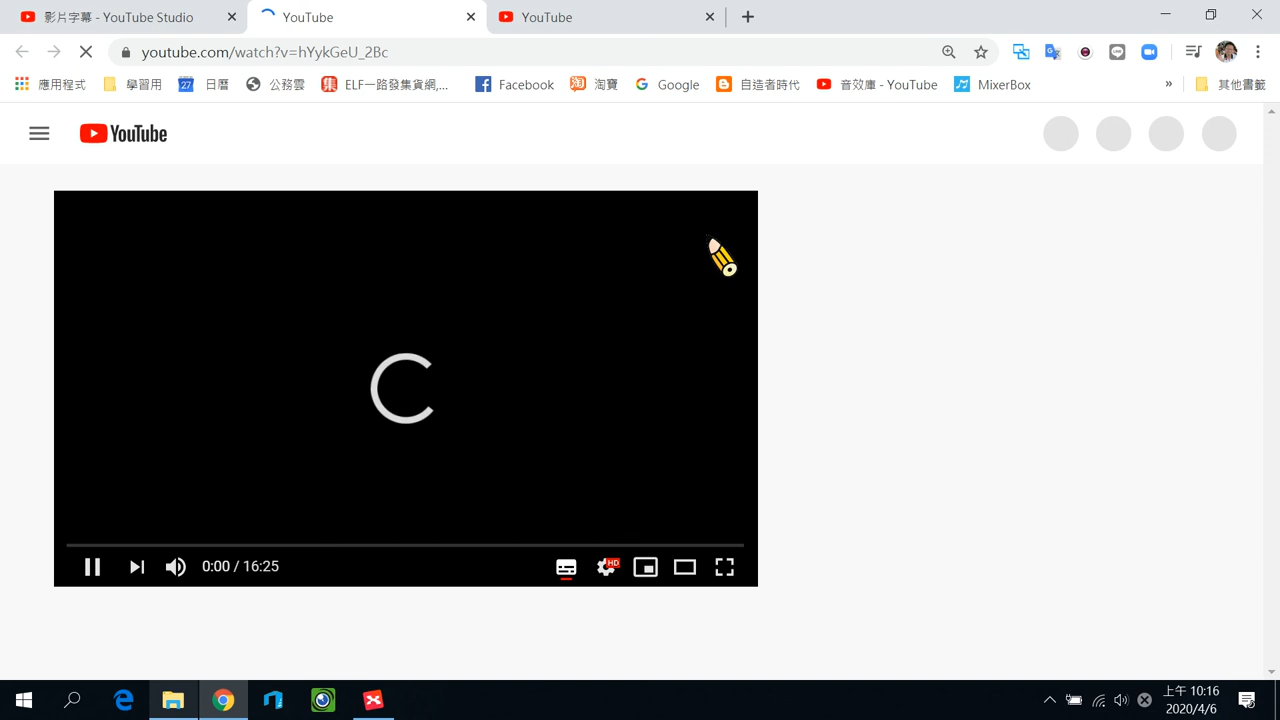 影片字幕 - YouTube Studio
YouTube
YouTube
youtube.com/watch?v=hYykGeU_2Bc
應用程式
學習用
27
日曆
公務雲
集
ELF一路發集貨網,...
Facebook
淘
淘寶
Google
自造者時代
音效庫 - YouTube
MixerBox
»
其他書籤
YouTube
0:00 / 16:25
HD
上午 10:16
2020/4/6